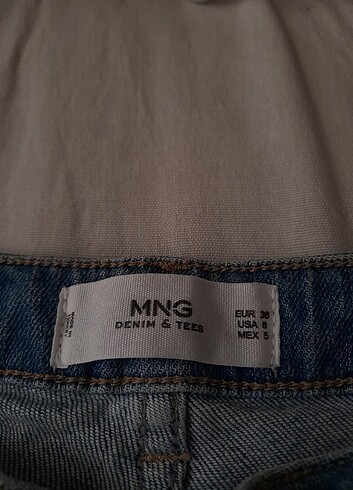 MNG
DENIM & TEES
EUR 38
USA 6
MEX 5